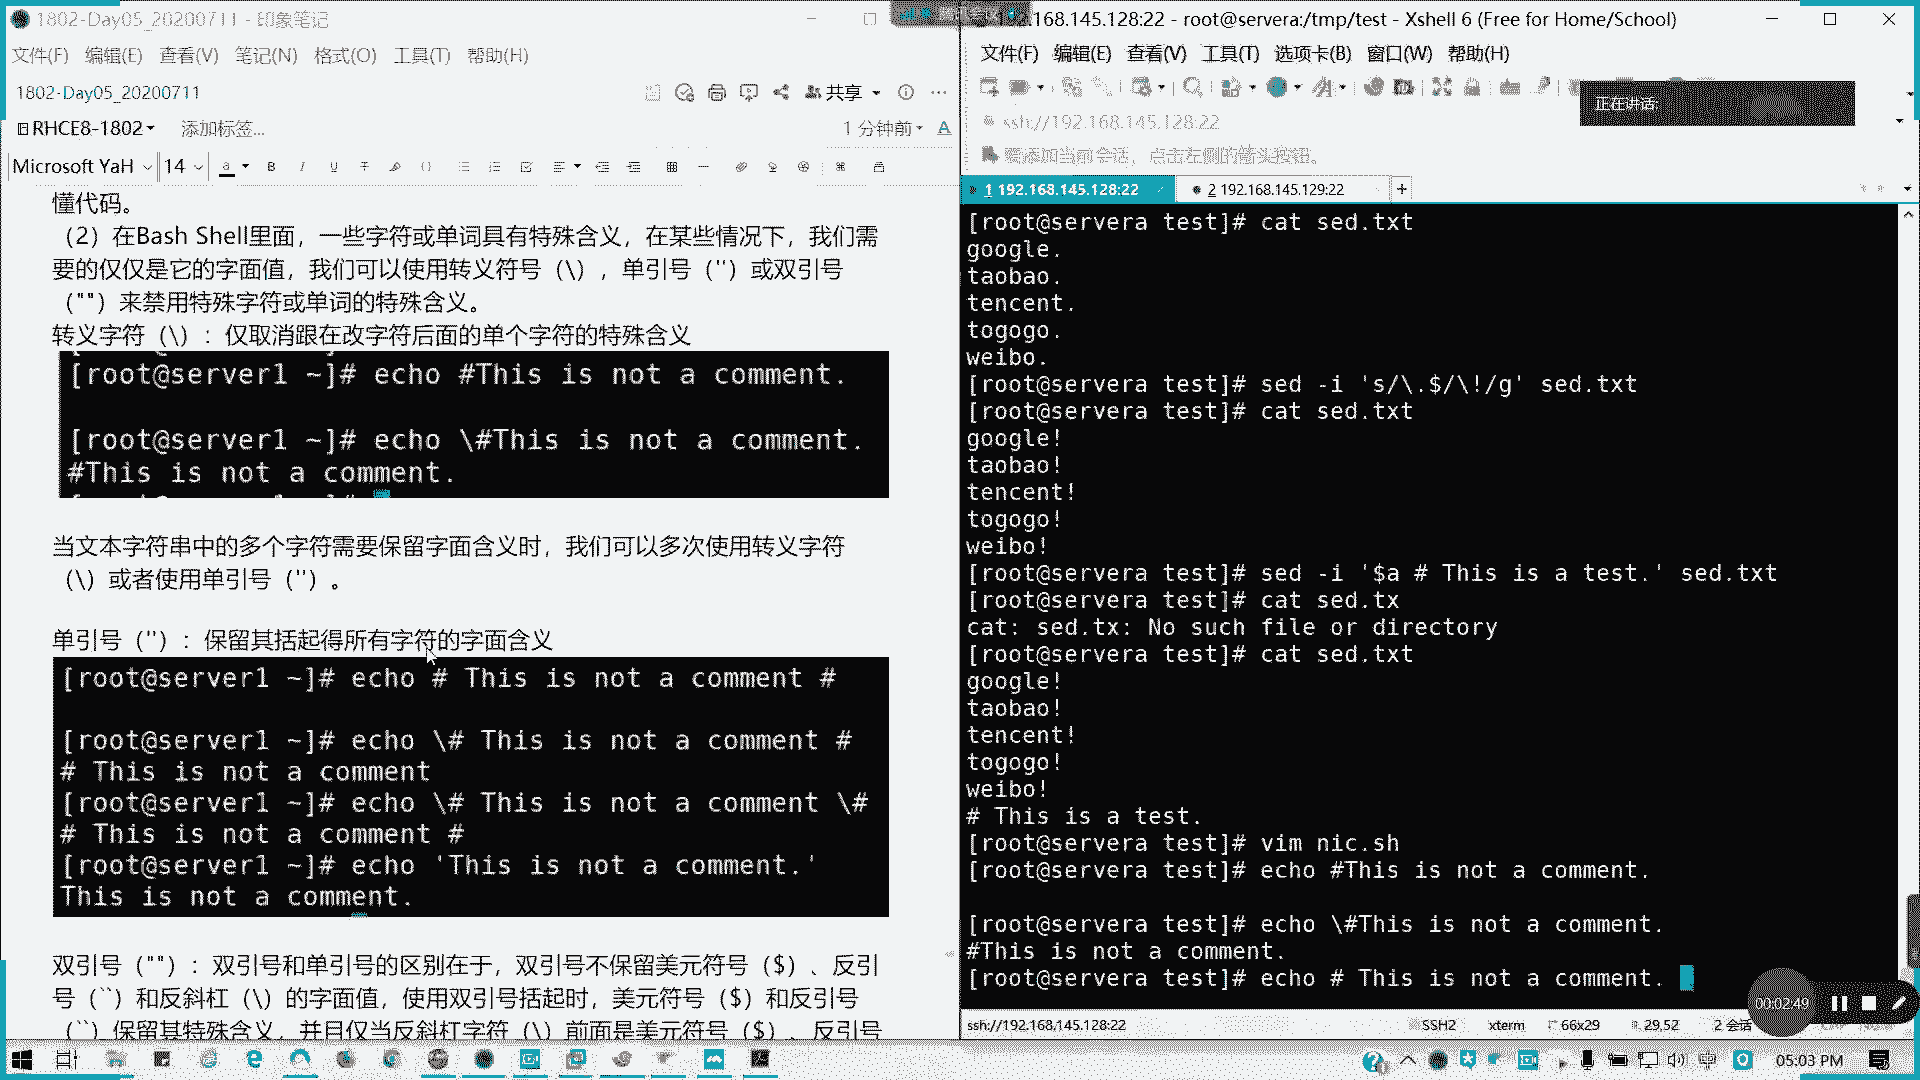 1802-Day05_20200711 - 印象笔记
文件(F) 编辑(E) 查看(V) 笔记(N) 格式(O) 工具(T) 帮助(H)
1802-Day05_20200711
共享
RHCE8-1802
添加标签...
1 分钟前
Microsoft YaH
14
懂代码。
（2）在Bash Shell里面，一些字符或单词具有特殊含义，在某些情况下，我们需
要的仅仅是它的字面值，我们可以使用转义符号（\），单引号（''）或双引号
（""）来禁用特殊字符或单词的特殊含义。
转义字符（\）：仅取消跟在改字符后面的单个字符的特殊含义
[root@server1 ~]# echo #This is not a comment.
[root@server1 ~]# echo \#This is not a comment.
#This is not a comment.
当文本字符串中的多个字符需要保留字面含义时，我们可以多次使用转义字符
（\）或者使用单引号（''）。
单引号（''）：保留其括起得所有字符的字面含义
[root@server1 ~]# echo # This is not a comment #
[root@server1 ~]# echo \# This is not a comment #
# This is not a comment
[root@server1 ~]# echo \# This is not a comment \#
# This is not a comment #
[root@server1 ~]# echo 'This is not a comment.'
This is not a comment.
双引号（""）：双引号和单引号的区别在于，双引号不保留美元符号（$）、反引
号（``）和反斜杠（\）的字面值，使用双引号括起时，美元符号（$）和反引号
（``）保留其特殊含义，并且仅当反斜杠字符（\）前面是美元符号（$）、反引号
192.168.145.128:22 - root@servera:/tmp/test - Xshell 6 (Free for Home/School)
文件(F) 编辑(E) 查看(V) 工具(T) 选项卡(B) 窗口(W) 帮助(H)
正在讲话:
ssh://192.168.145.128:22
要添加当前会话，点击左侧的箭头按钮。
1 192.168.145.128:22
2 192.168.145.129:22
+
[root@servera test]# cat sed.txt
google.
taobao.
tencent.
togogo.
weibo.
[root@servera test]# sed -i 's/\.$/\!/g' sed.txt
[root@servera test]# cat sed.txt
google!
taobao!
tencent!
togogo!
weibo!
[root@servera test]# sed -i '$a # This is a test.' sed.txt
[root@servera test]# cat sed.tx
cat: sed.tx: No such file or directory
[root@servera test]# cat sed.txt
google!
taobao!
tencent!
togogo!
weibo!
# This is a test.
[root@servera test]# vim nic.sh
[root@servera test]# echo #This is not a comment.
[root@servera test]# echo \#This is not a comment.
#This is not a comment.
[root@servera test]# echo # This is not a comment.
00:02:49
ssh://192.168.145.128:22
SSH2
xterm
66x29
29,52
2 会话
05:03 PM